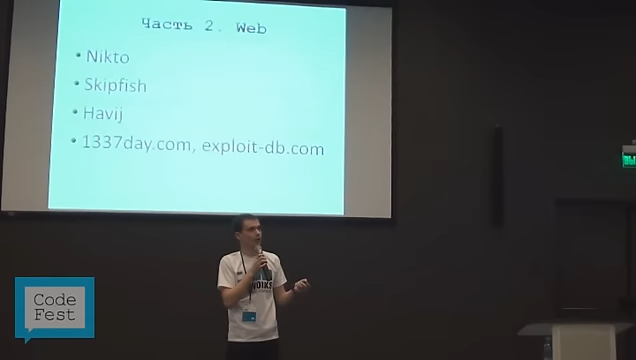 Часть 2. Web
• Nikto
• Skipfish
• Havij
• 1337day.com, exploit-db.com
Code
Fest